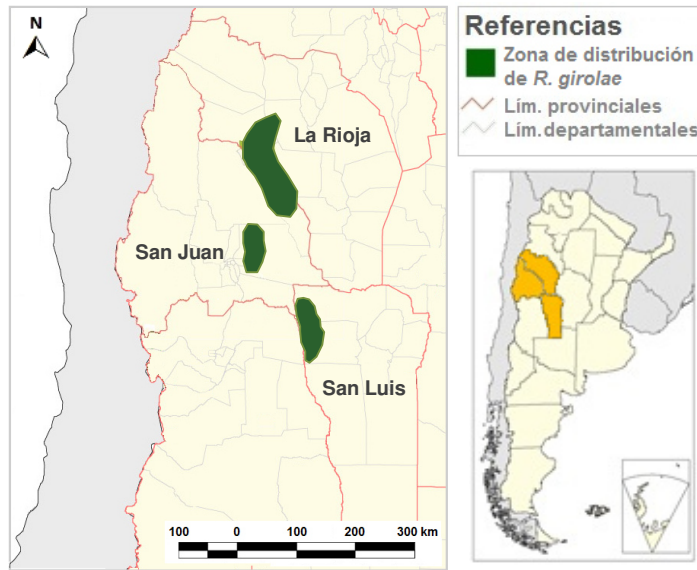 N
La Rioja
San Juan
San Luis
100 0 100 200 300 km
Referencias
Zona de distribución
de R. girolae
Lím. provinciales
Lím.departamentales